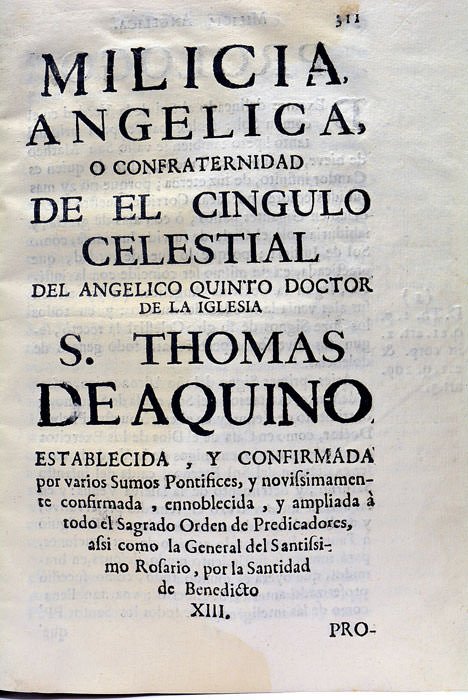 311
MILICIA,
ANGELICA,
O CONFRATERNIDAD
DE EL CINGULO
CELESTIAL
DEL ANGELICO QUINTO DOCTOR
DE LA IGLESIA
S. THOMAS
DE AQUINO,
ESTABLECIDA, Y CONFIRMADA
por varios Sumos Pontifices, y noviſsimamen-
te confirmada, ennoblecida, y ampliada à
todo el Sagrado Orden de Predicadores,
aſsi como la General del Santiſsi-
mo Roſario, por la Santidad
de Benedicto
XIII.
PRO-